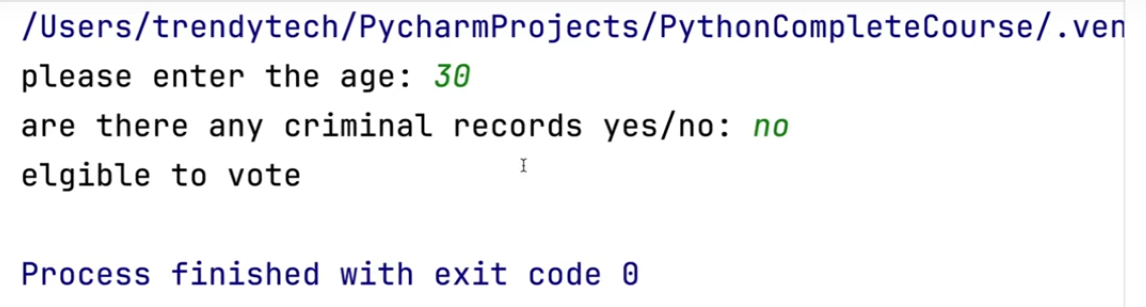 /Users/trendytech/PycharmProjects/PythonCompleteCourse/.ven
please enter the age: 30
are there any criminal records yes/no: no
elgible to vote
Process finished with exit code 0